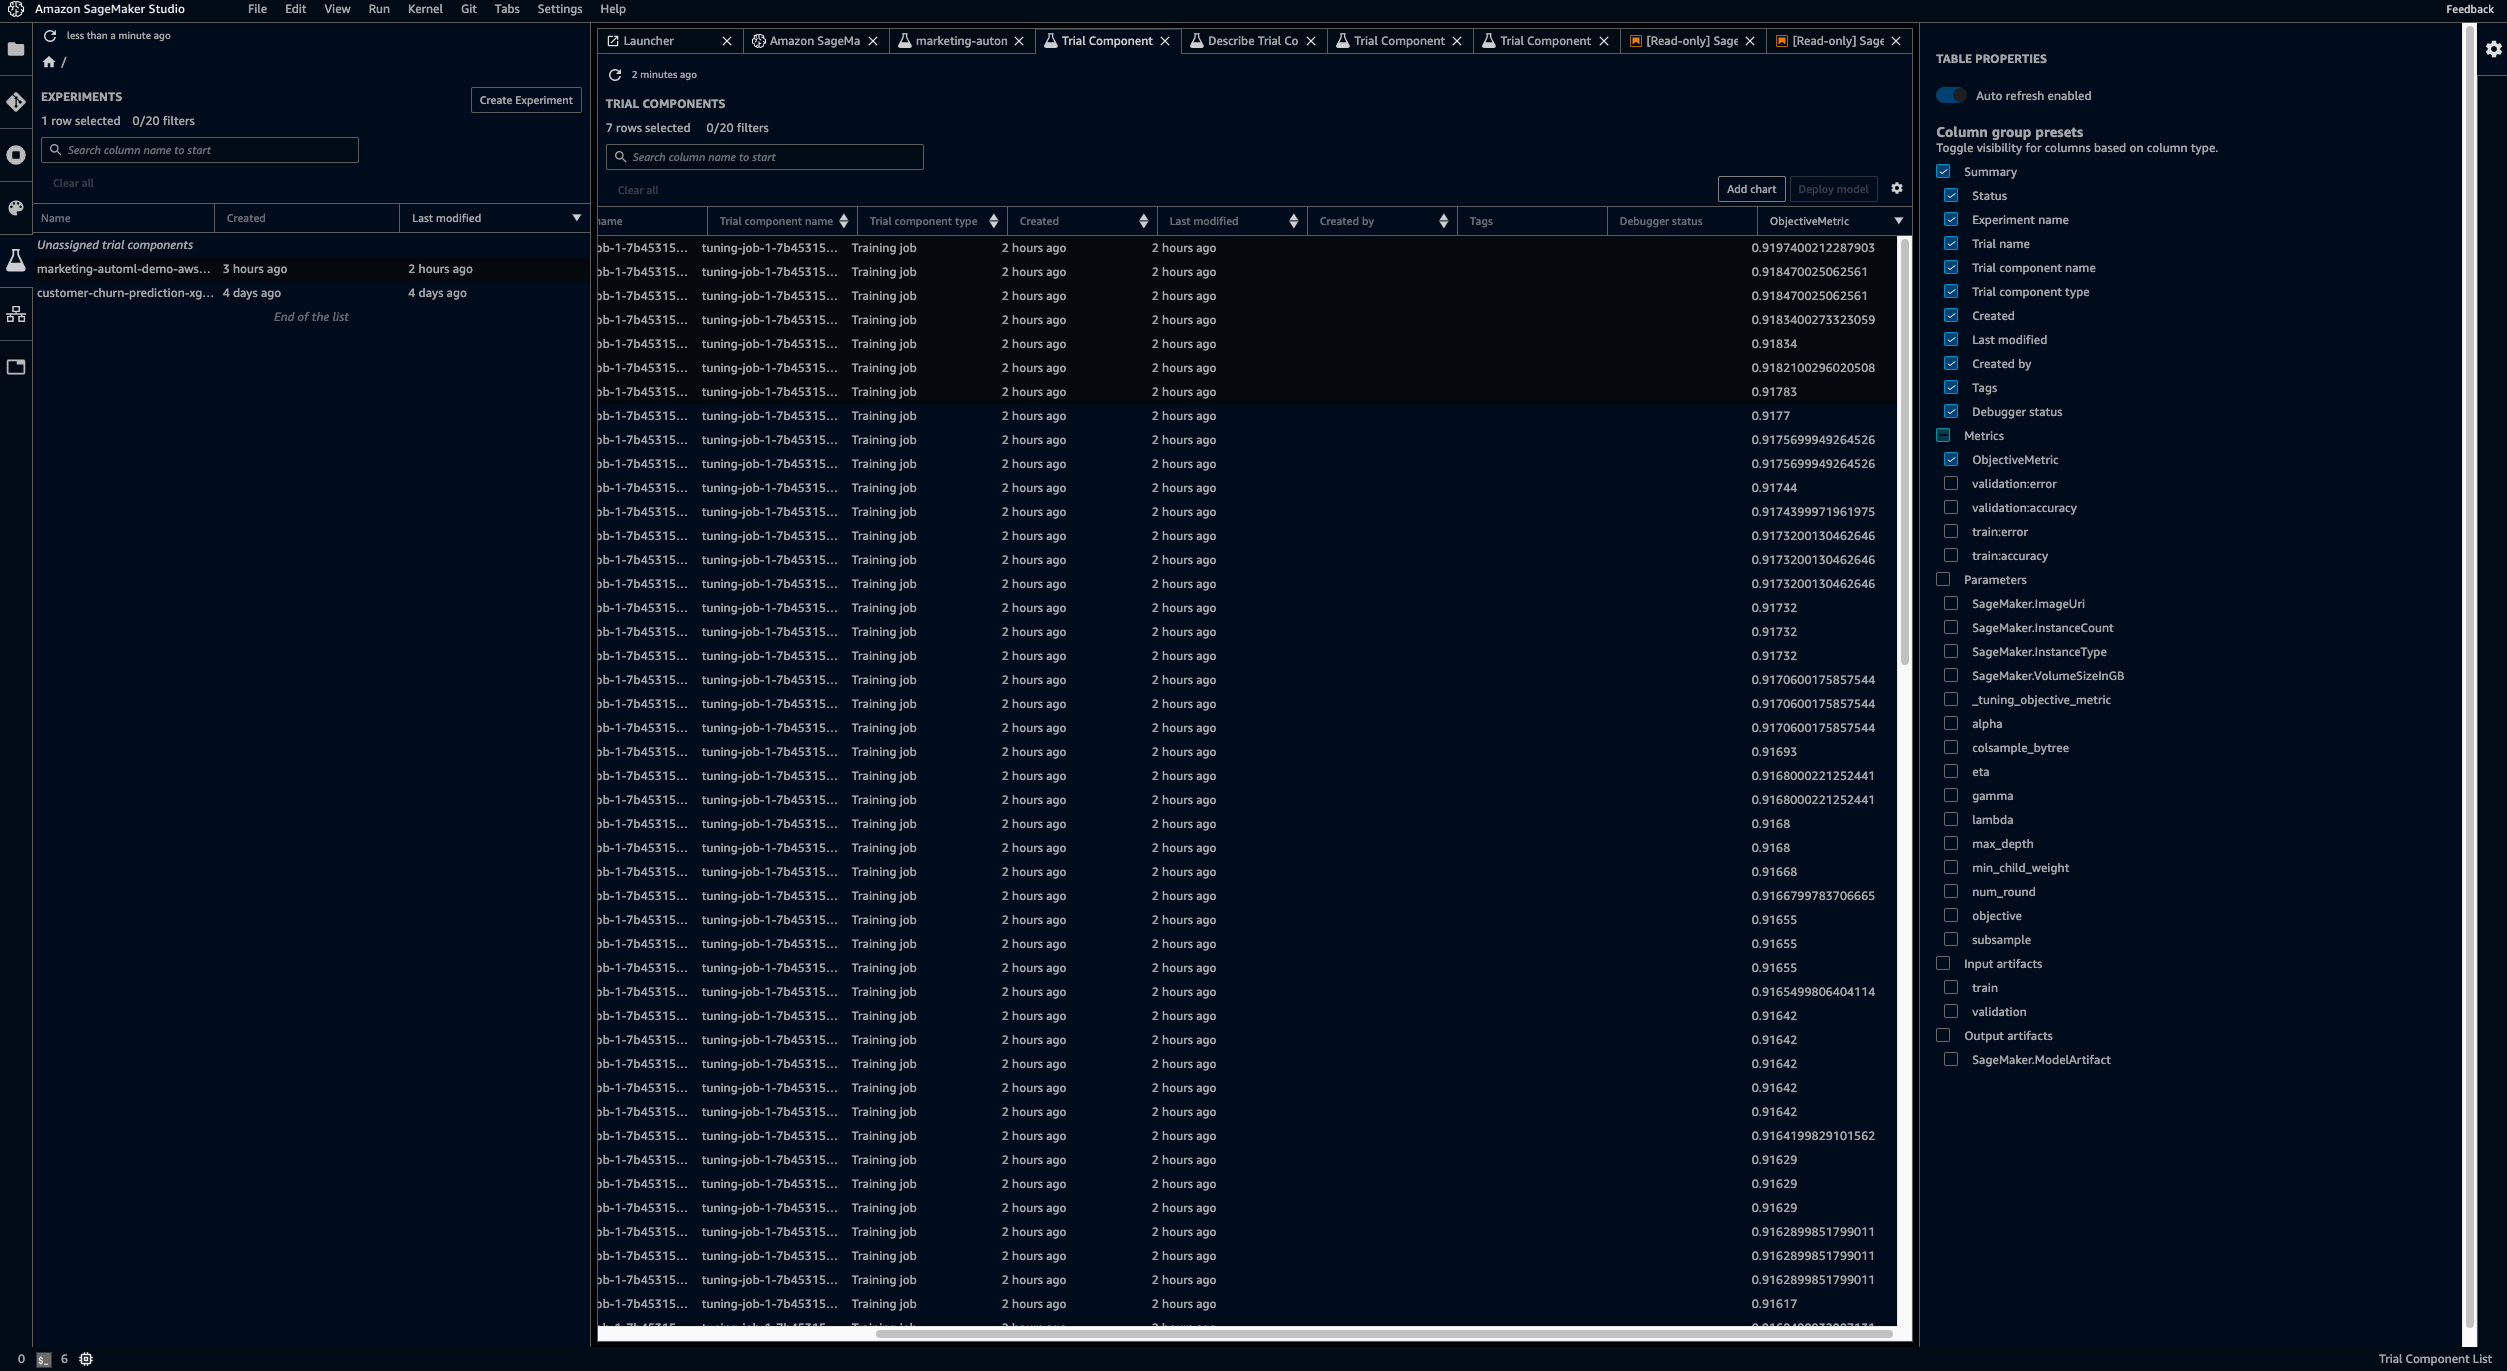 Amazon SageMaker Studio File Edit View Run Kernel Git Tabs Settings Help Feedback
less than a minute ago
/
EXPERIMENTS
Create Experiment
1 row selected 0/20 filters
Search column name to start
Clear all
Name Created Last modified
Unassigned trial components
marketing-automl-demo-aws... 3 hours ago 2 hours ago
customer-churn-prediction-xg... 4 days ago 4 days ago
End of the list
Launcher Amazon SageMa marketing-auton Trial Component Describe Trial Co Trial Component Trial Component [Read-only] Sage [Read-only] Sage
2 minutes ago
TRIAL COMPONENTS
7 rows selected 0/20 filters
Search column name to start
Clear all
Add chart Deploy model
name Trial component name Trial component type Created Last modified Created by Tags Debugger status ObjectiveMetric
ob-1-7b45315... tuning-job-1-7b45315... Training job 2 hours ago 2 hours ago 0.9197400212287903
ob-1-7b45315... tuning-job-1-7b45315... Training job 2 hours ago 2 hours ago 0.918470025062561
ob-1-7b45315... tuning-job-1-7b45315... Training job 2 hours ago 2 hours ago 0.918470025062561
ob-1-7b45315... tuning-job-1-7b45315... Training job 2 hours ago 2 hours ago 0.9183400273323059
ob-1-7b45315... tuning-job-1-7b45315... Training job 2 hours ago 2 hours ago 0.91834
ob-1-7b45315... tuning-job-1-7b45315... Training job 2 hours ago 2 hours ago 0.9182100296020508
ob-1-7b45315... tuning-job-1-7b45315... Training job 2 hours ago 2 hours ago 0.91783
ob-1-7b45315... tuning-job-1-7b45315... Training job 2 hours ago 2 hours ago 0.9177
ob-1-7b45315... tuning-job-1-7b45315... Training job 2 hours ago 2 hours ago 0.9175699949264526
ob-1-7b45315... tuning-job-1-7b45315... Training job 2 hours ago 2 hours ago 0.9175699949264526
ob-1-7b45315... tuning-job-1-7b45315... Training job 2 hours ago 2 hours ago 0.91744
ob-1-7b45315... tuning-job-1-7b45315... Training job 2 hours ago 2 hours ago 0.9174399971961975
ob-1-7b45315... tuning-job-1-7b45315... Training job 2 hours ago 2 hours ago 0.9173200130462646
ob-1-7b45315... tuning-job-1-7b45315... Training job 2 hours ago 2 hours ago 0.9173200130462646
ob-1-7b45315... tuning-job-1-7b45315... Training job 2 hours ago 2 hours ago 0.9173200130462646
ob-1-7b45315... tuning-job-1-7b45315... Training job 2 hours ago 2 hours ago 0.91732
ob-1-7b45315... tuning-job-1-7b45315... Training job 2 hours ago 2 hours ago 0.91732
ob-1-7b45315... tuning-job-1-7b45315... Training job 2 hours ago 2 hours ago 0.91732
ob-1-7b45315... tuning-job-1-7b45315... Training job 2 hours ago 2 hours ago 0.9170600175857544
ob-1-7b45315... tuning-job-1-7b45315... Training job 2 hours ago 2 hours ago 0.9170600175857544
ob-1-7b45315... tuning-job-1-7b45315... Training job 2 hours ago 2 hours ago 0.9170600175857544
ob-1-7b45315... tuning-job-1-7b45315... Training job 2 hours ago 2 hours ago 0.91693
ob-1-7b45315... tuning-job-1-7b45315... Training job 2 hours ago 2 hours ago 0.9168000221252441
ob-1-7b45315... tuning-job-1-7b45315... Training job 2 hours ago 2 hours ago 0.9168000221252441
ob-1-7b45315... tuning-job-1-7b45315... Training job 2 hours ago 2 hours ago 0.9168
ob-1-7b45315... tuning-job-1-7b45315... Training job 2 hours ago 2 hours ago 0.9168
ob-1-7b45315... tuning-job-1-7b45315... Training job 2 hours ago 2 hours ago 0.91668
ob-1-7b45315... tuning-job-1-7b45315... Training job 2 hours ago 2 hours ago 0.9166799783706665
ob-1-7b45315... tuning-job-1-7b45315... Training job 2 hours ago 2 hours ago 0.91655
ob-1-7b45315... tuning-job-1-7b45315... Training job 2 hours ago 2 hours ago 0.91655
ob-1-7b45315... tuning-job-1-7b45315... Training job 2 hours ago 2 hours ago 0.91655
ob-1-7b45315... tuning-job-1-7b45315... Training job 2 hours ago 2 hours ago 0.9165499806404114
ob-1-7b45315... tuning-job-1-7b45315... Training job 2 hours ago 2 hours ago 0.91642
ob-1-7b45315... tuning-job-1-7b45315... Training job 2 hours ago 2 hours ago 0.91642
ob-1-7b45315... tuning-job-1-7b45315... Training job 2 hours ago 2 hours ago 0.91642
ob-1-7b45315... tuning-job-1-7b45315... Training job 2 hours ago 2 hours ago 0.91642
ob-1-7b45315... tuning-job-1-7b45315... Training job 2 hours ago 2 hours ago 0.91642
ob-1-7b45315... tuning-job-1-7b45315... Training job 2 hours ago 2 hours ago 0.9164199829101562
ob-1-7b45315... tuning-job-1-7b45315... Training job 2 hours ago 2 hours ago 0.91629
ob-1-7b45315... tuning-job-1-7b45315... Training job 2 hours ago 2 hours ago 0.91629
ob-1-7b45315... tuning-job-1-7b45315... Training job 2 hours ago 2 hours ago 0.91629
ob-1-7b45315... tuning-job-1-7b45315... Training job 2 hours ago 2 hours ago 0.9162899851799011
ob-1-7b45315... tuning-job-1-7b45315... Training job 2 hours ago 2 hours ago 0.9162899851799011
ob-1-7b45315... tuning-job-1-7b45315... Training job 2 hours ago 2 hours ago 0.9162899851799011
ob-1-7b45315... tuning-job-1-7b45315... Training job 2 hours ago 2 hours ago 0.91617
TABLE PROPERTIES
Auto refresh enabled
Column group presets
Toggle visibility for columns based on column type.
Summary
Status
Experiment name
Trial name
Trial component name
Trial component type
Created
Last modified
Created by
Tags
Debugger status
Metrics
ObjectiveMetric
validation:error
validation:accuracy
train:error
train:accuracy
Parameters
SageMaker.ImageUri
SageMaker.InstanceCount
SageMaker.InstanceType
SageMaker.VolumeSizeInGB
_tuning_objective_metric
alpha
colsample_bytree
eta
gamma
lambda
max_depth
min_child_weight
num_round
objective
subsample
Input artifacts
train
validation
Output artifacts
SageMaker.ModelArtifact
0 $_ 6 Trial Component List